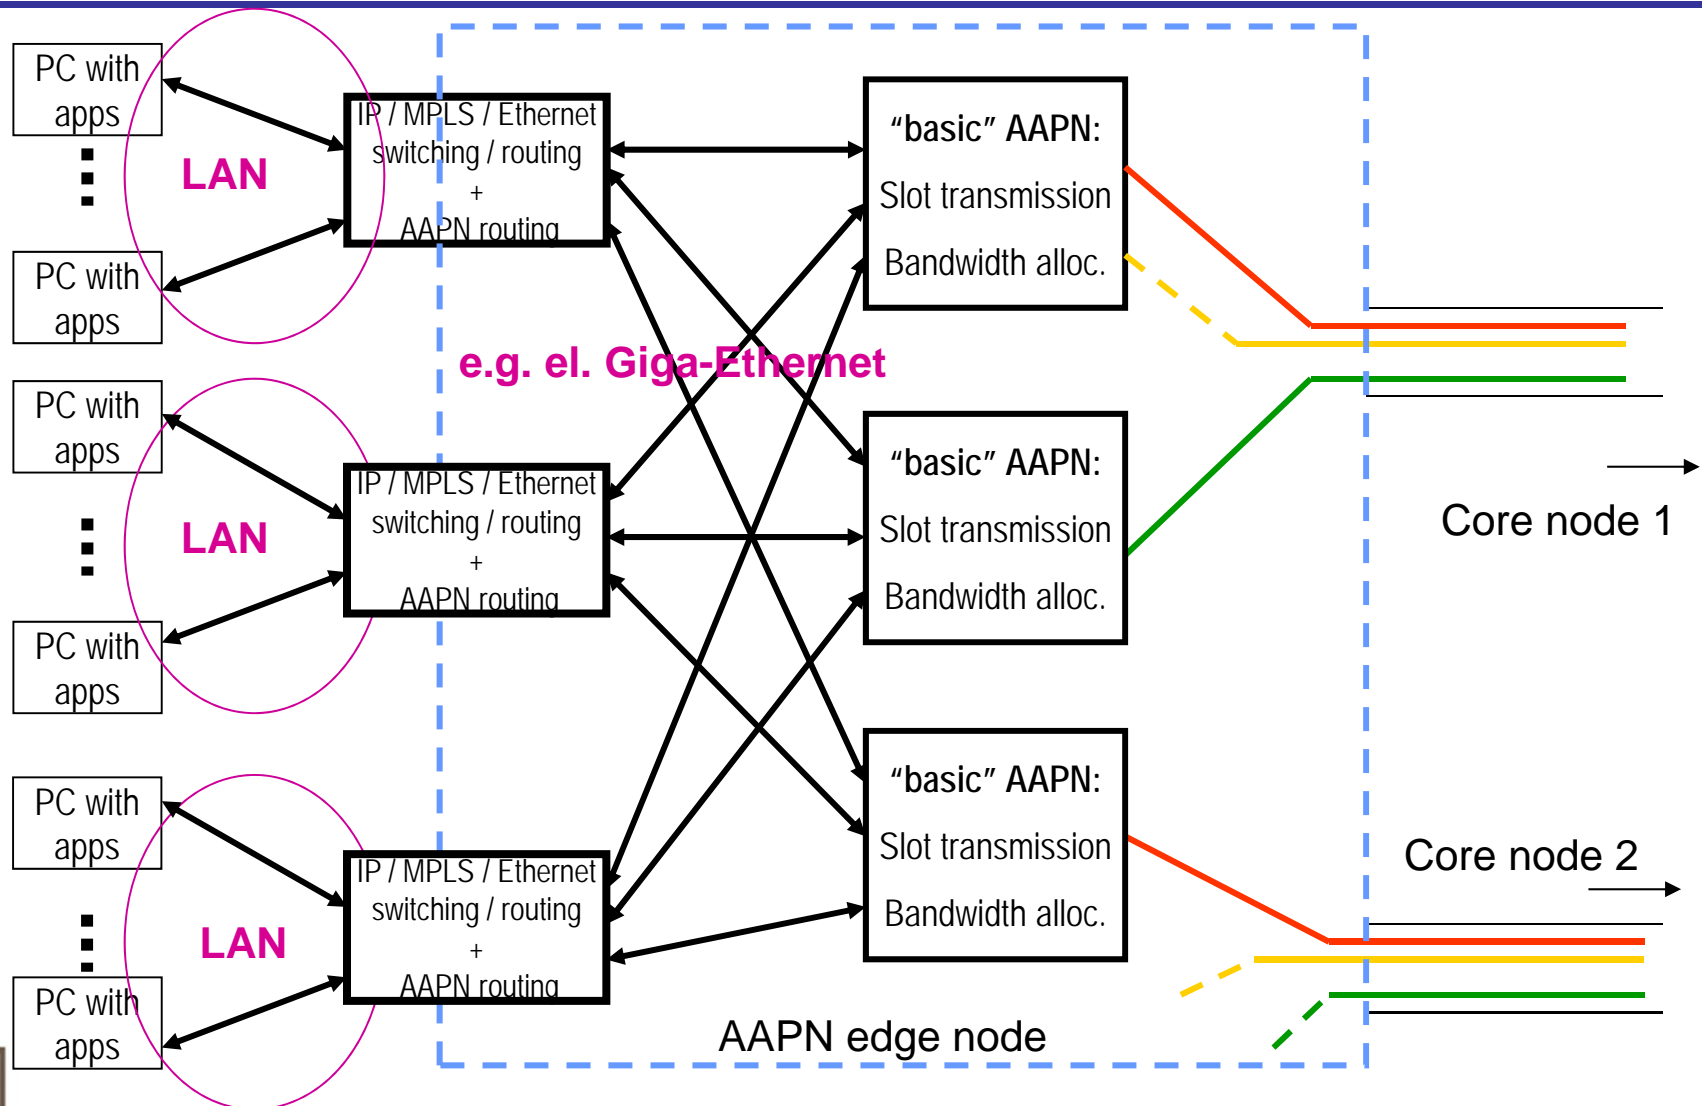 PC with
apps
PC with
apps
LAN
IP / MPLS / Ethernet
switching / routing
+
AAPN routing
"basic" AAPN:
Slot transmission
Bandwidth alloc.
e.g. el. Giga-Ethernet
PC with
apps
PC with
apps
LAN
IP / MPLS / Ethernet
switching / routing
+
AAPN routing
"basic" AAPN:
Slot transmission
Bandwidth alloc.
Core node 1
PC with
apps
PC with
apps
LAN
IP / MPLS / Ethernet
switching / routing
+
AAPN routing
"basic" AAPN:
Slot transmission
Bandwidth alloc.
Core node 2
AAPN edge node